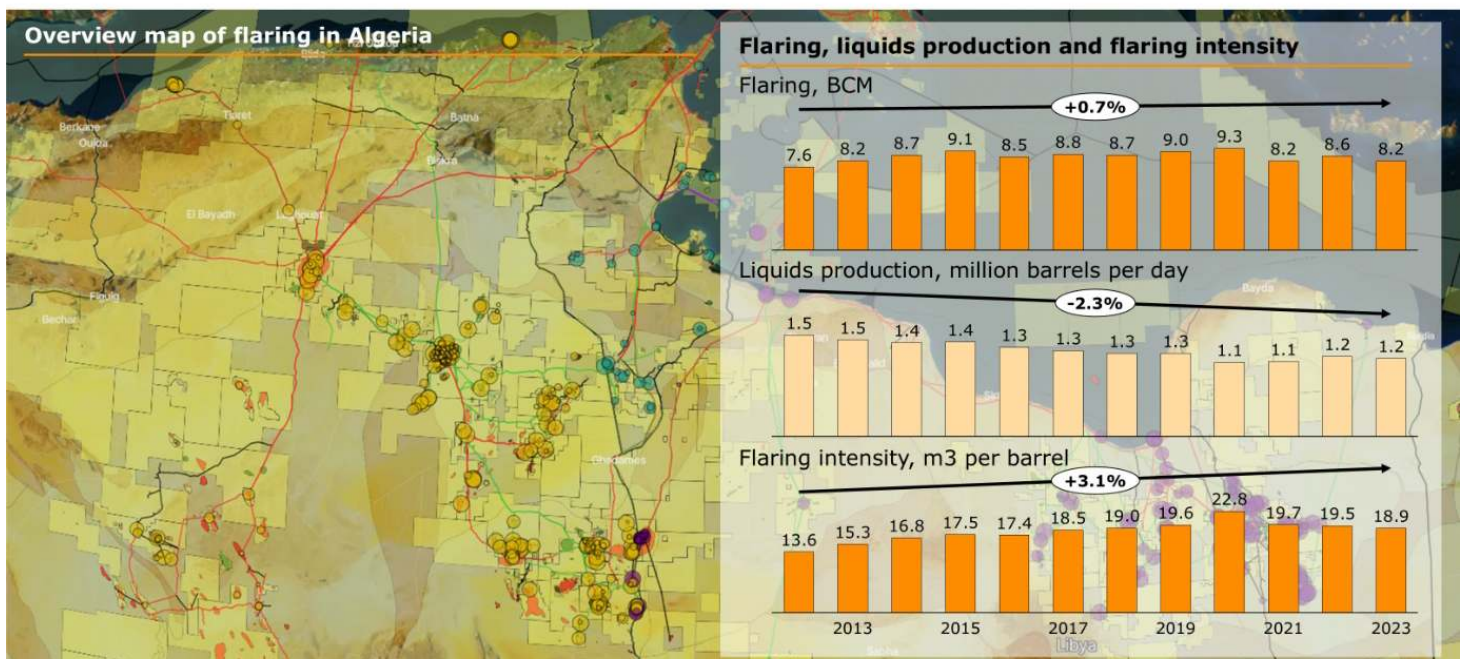 Overview map of flaring in Algeria
Berkane
Oujda
Tiaret
Batna
Biskra
El Bayadh
Laghouat
Figuig
Bechar
Ghadames
Flaring, liquids production and flaring intensity
Flaring, BCM
+0.7%
7.6 8.2 8.7 9.1 8.5 8.8 8.7 9.0 9.3 8.2 8.6 8.2
Liquids production, million barrels per day
Bayda
-2.3%
1.5 1.5 1.4 1.4 1.3 1.3 1.3 1.3 1.1 1.1 1.2 1.2
Flaring intensity, m3 per barrel
+3.1%
13.6 15.3 16.8 17.5 17.4 18.5 19.0 19.6 22.8 19.7 19.5 18.9
2013 2015 2017 2019 2021 2023
Libya
Sabha